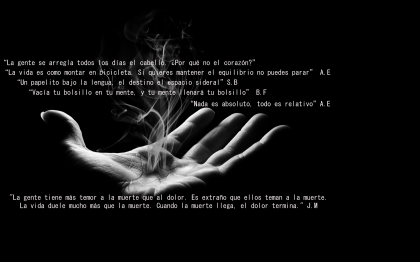 "La gente se arregla todos los días el cabello. ¿Por qué no el corazón?"
"La vida es como montar en bicicleta. Si quieres mantener el equilibrio no puedes parar" A.E
"Un papelito bajo la lengua, el destino el espacio sideral" S.B
"Vacía tu bolsillo en tu mente, y tu mente llenará tu bolsillo" B.F
"Nada es absoluto, todo es relativo" A.E
"La gente tiene más temor a la muerte que al dolor. Es extraño que ellos teman a la muerte.
La vida duele mucho más que la muerte. Cuando la muerte llega, el dolor termina." J.M